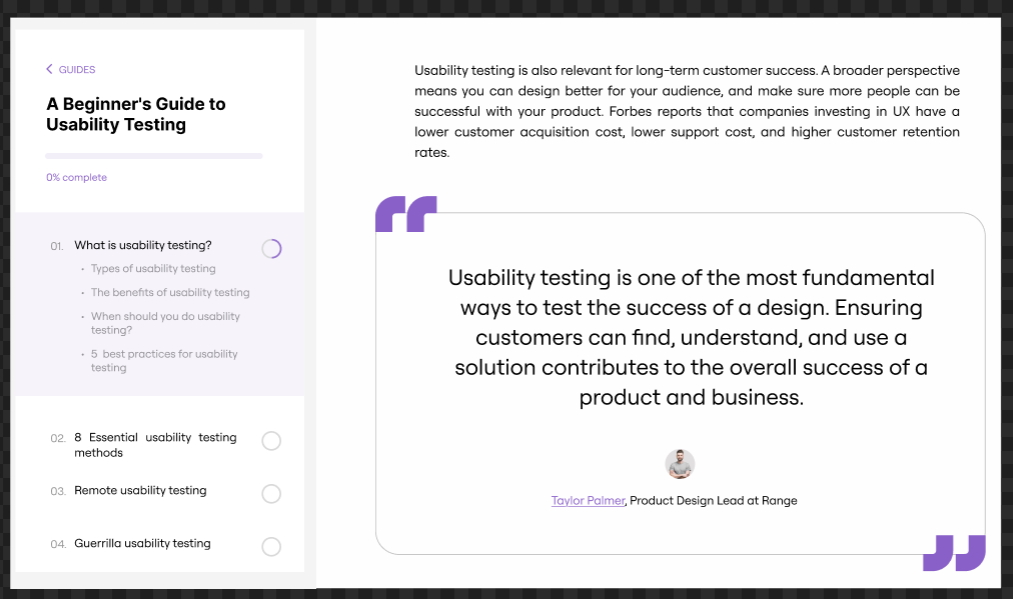 GUIDES
A Beginner's Guide to
Usability Testing
0% complete
01. What is usability testing?
• Types of usability testing
• The benefits of usability testing
• When should you do usability
testing?
• 5 best practices for usability
testing
02. 8 Essential usability testing
methods
03. Remote usability testing
04. Guerrilla usability testing
Usability testing is also relevant for long-term customer success. A broader perspective
means you can design better for your audience, and make sure more people can be
successful with your product. Forbes reports that companies investing in UX have a
lower customer acquisition cost, lower support cost, and higher customer retention
rates.
Usability testing is one of the most fundamental
ways to test the success of a design. Ensuring
customers can find, understand, and use a
solution contributes to the overall success of a
product and business.
Taylor Palmer, Product Design Lead at Range